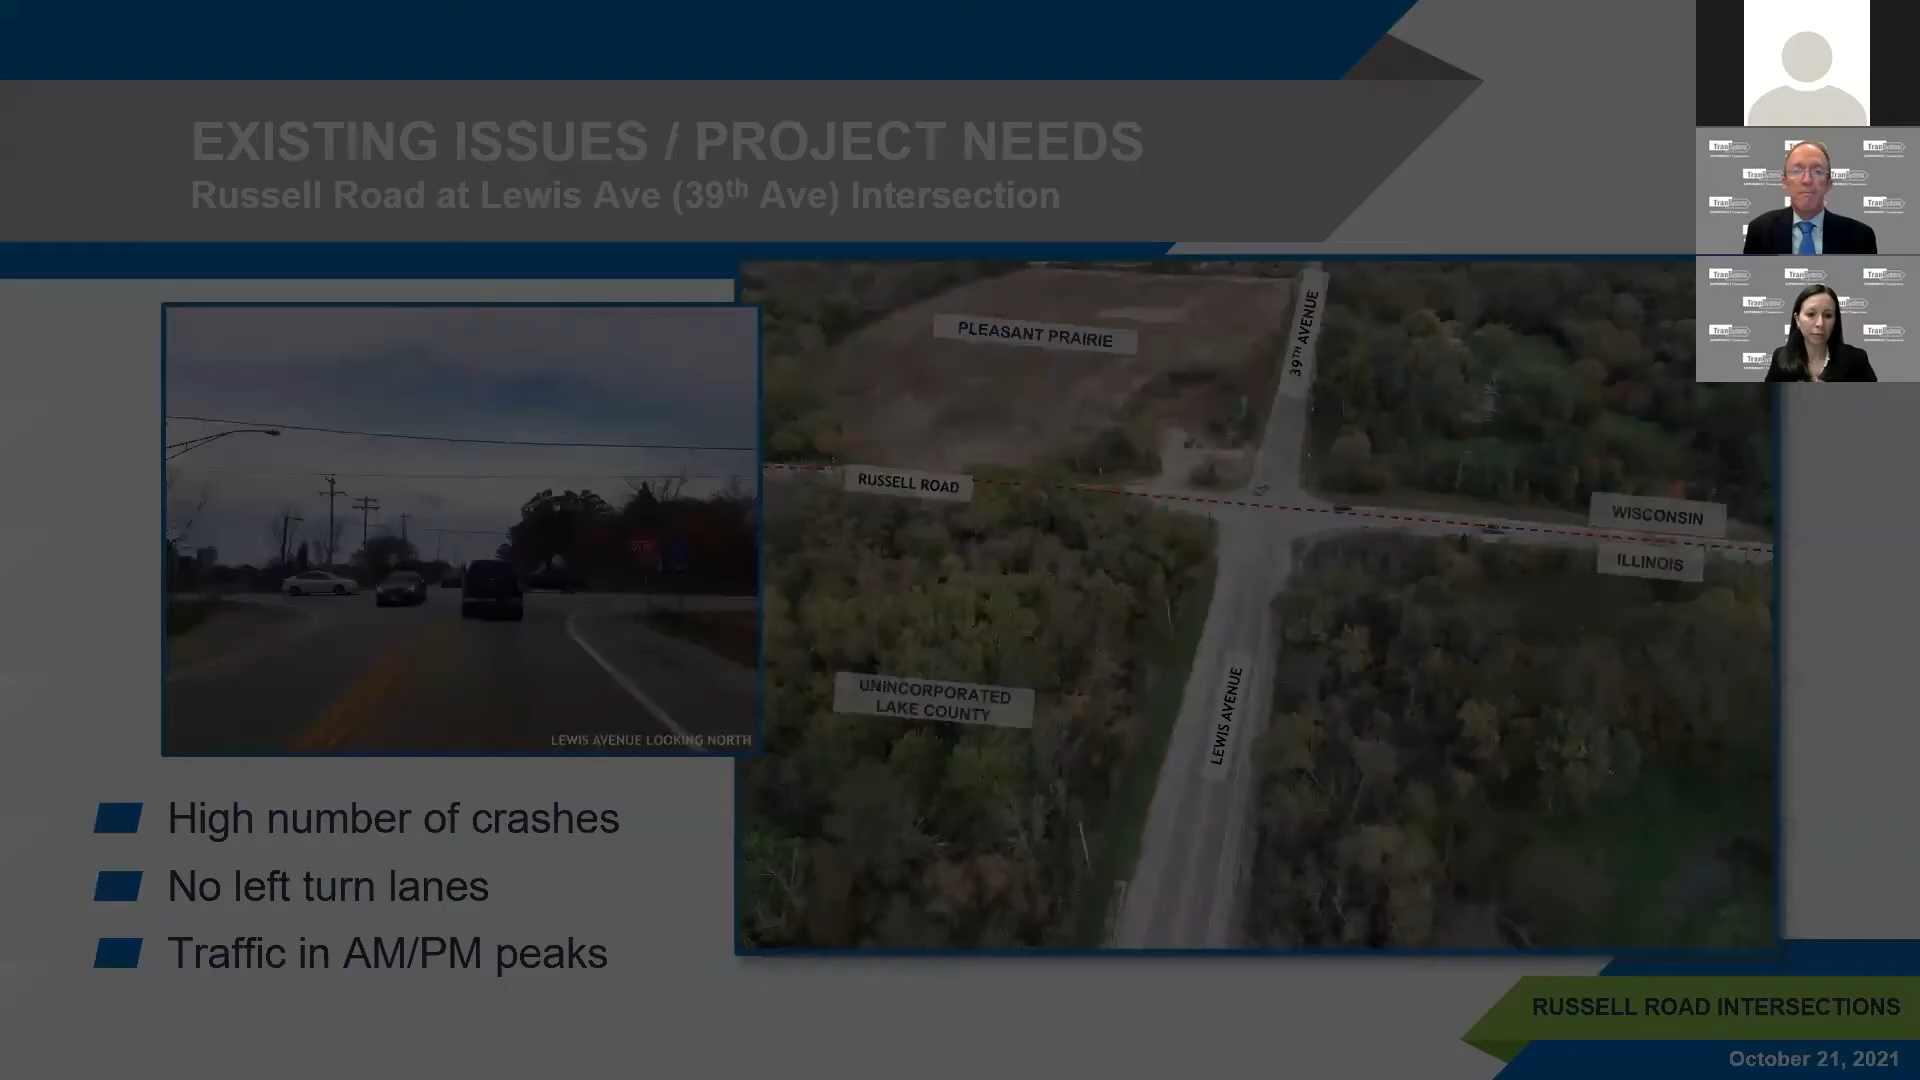 EXISTING ISSUES / PROJECT NEEDS
Russell Road at Lewis Ave (39th Ave) Intersection
PLEASANT PRAIRIE
39TH AVENUE
RUSSELL ROAD
WISCONSIN
ILLINOIS
UNINCORPORATED
LAKE COUNTY
LEWIS AVENUE
LEWIS AVENUE LOOKING NORTH
High number of crashes
No left turn lanes
Traffic in AM/PM peaks
RUSSELL ROAD INTERSECTIONS
October 21, 2021